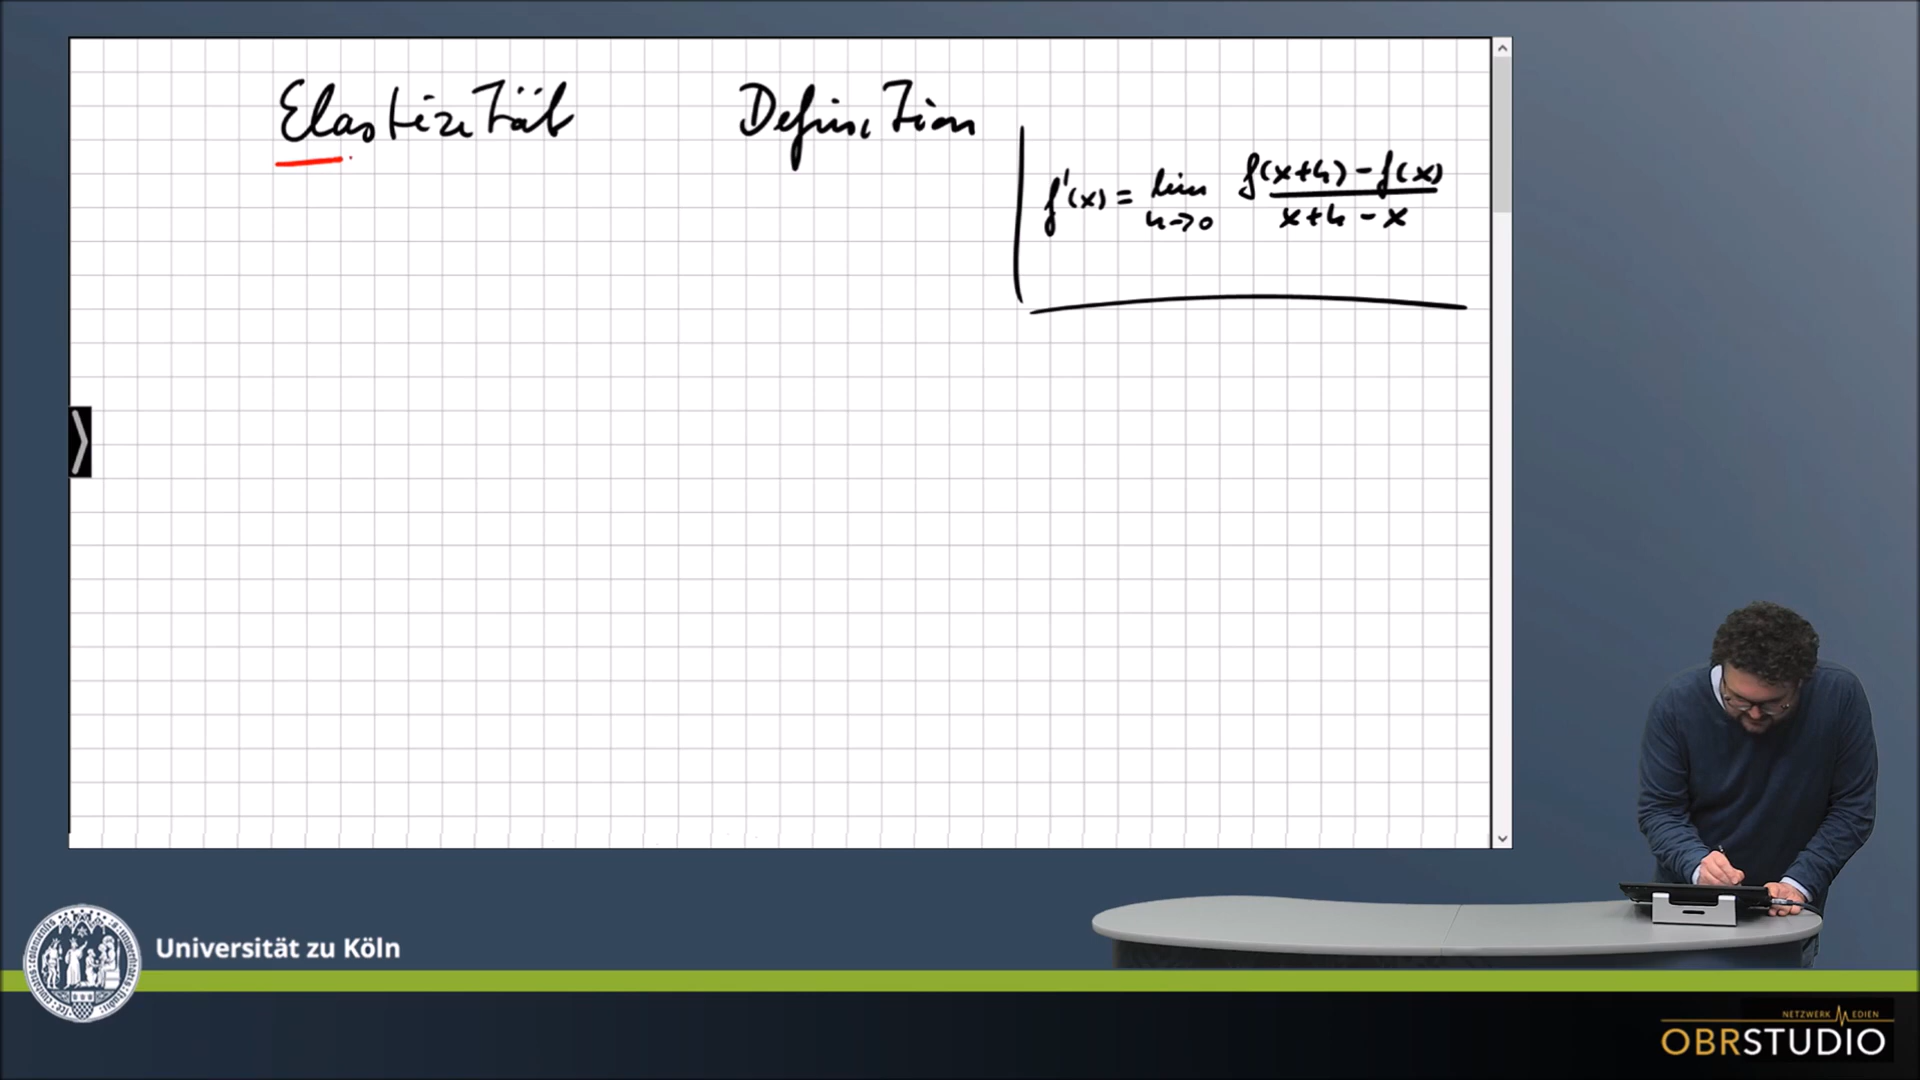 Elastizität Definition
f'(x) = lim h→0 f(x+h) - f(x) / x+h - x
Universität zu Köln
NETZWERK MEDIEN
OBRSTUDIO